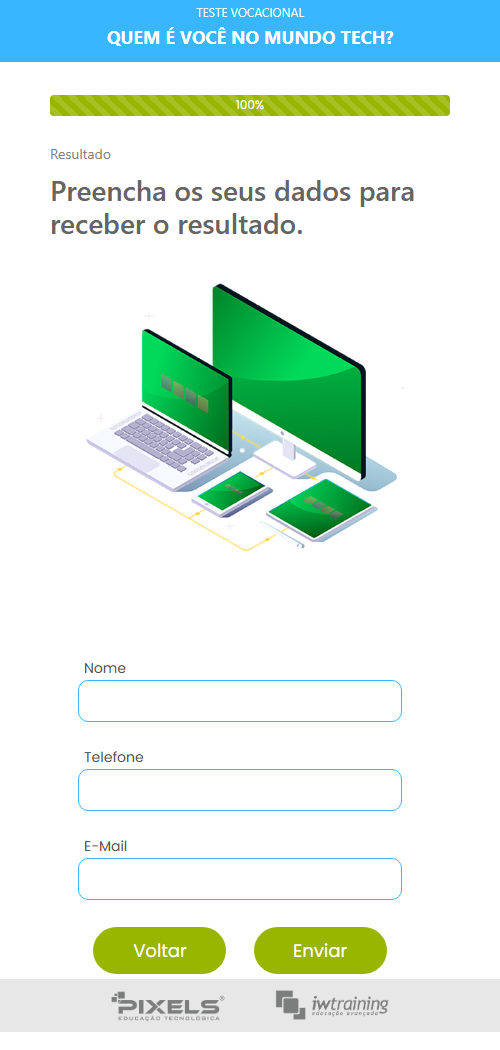 TESTE VOCACIONAL
QUEM É VOCÊ NO MUNDO TECH?
100%
Resultado
Preencha os seus dados para
receber o resultado.
Nome
Telefone
E-Mail
Voltar
Enviar
PIXELS®
EDUCAÇÃO TECNOLÓGICA
iwtraining
educação avançada